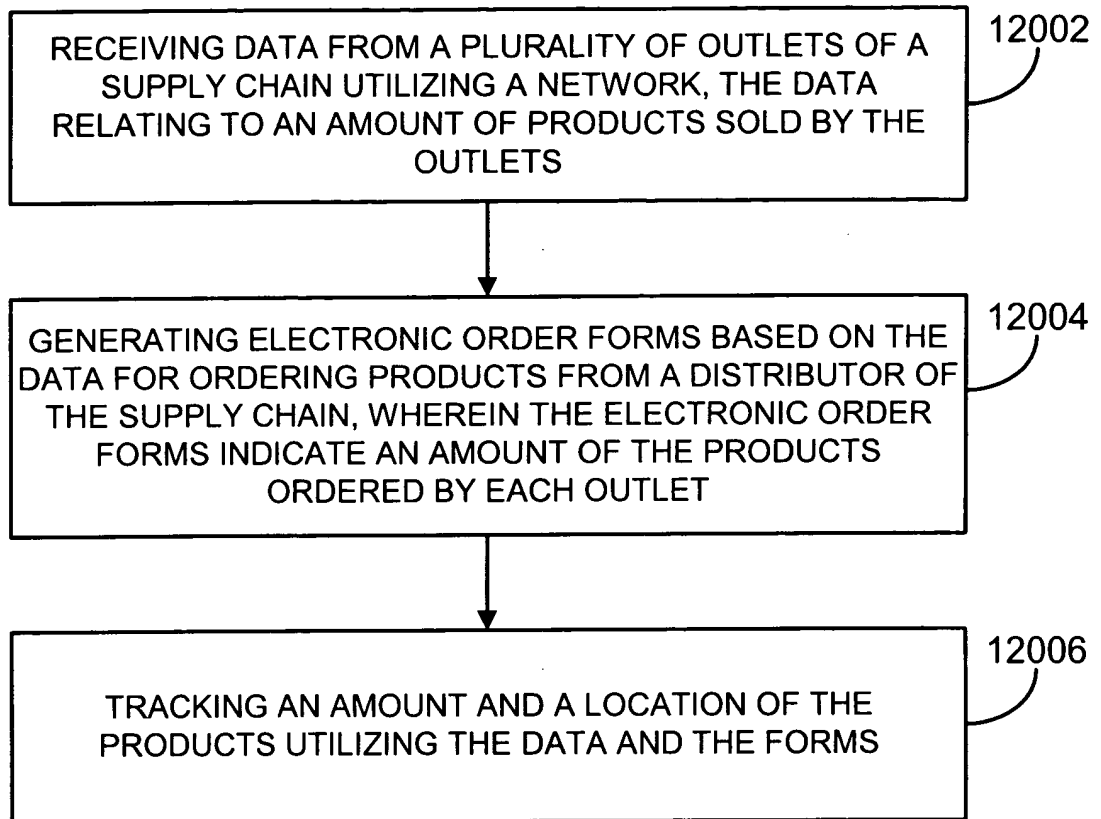 RECEIVING DATA FROM A PLURALITY OF OUTLETS OF A
SUPPLY CHAIN UTILIZING A NETWORK, THE DATA
RELATING TO AN AMOUNT OF PRODUCTS SOLD BY THE
OUTLETS
12002
GENERATING ELECTRONIC ORDER FORMS BASED ON THE
DATA FOR ORDERING PRODUCTS FROM A DISTRIBUTOR OF
THE SUPPLY CHAIN, WHEREIN THE ELECTRONIC ORDER
FORMS INDICATE AN AMOUNT OF THE PRODUCTS
ORDERED BY EACH OUTLET
12004
TRACKING AN AMOUNT AND A LOCATION OF THE
PRODUCTS UTILIZING THE DATA AND THE FORMS
12006